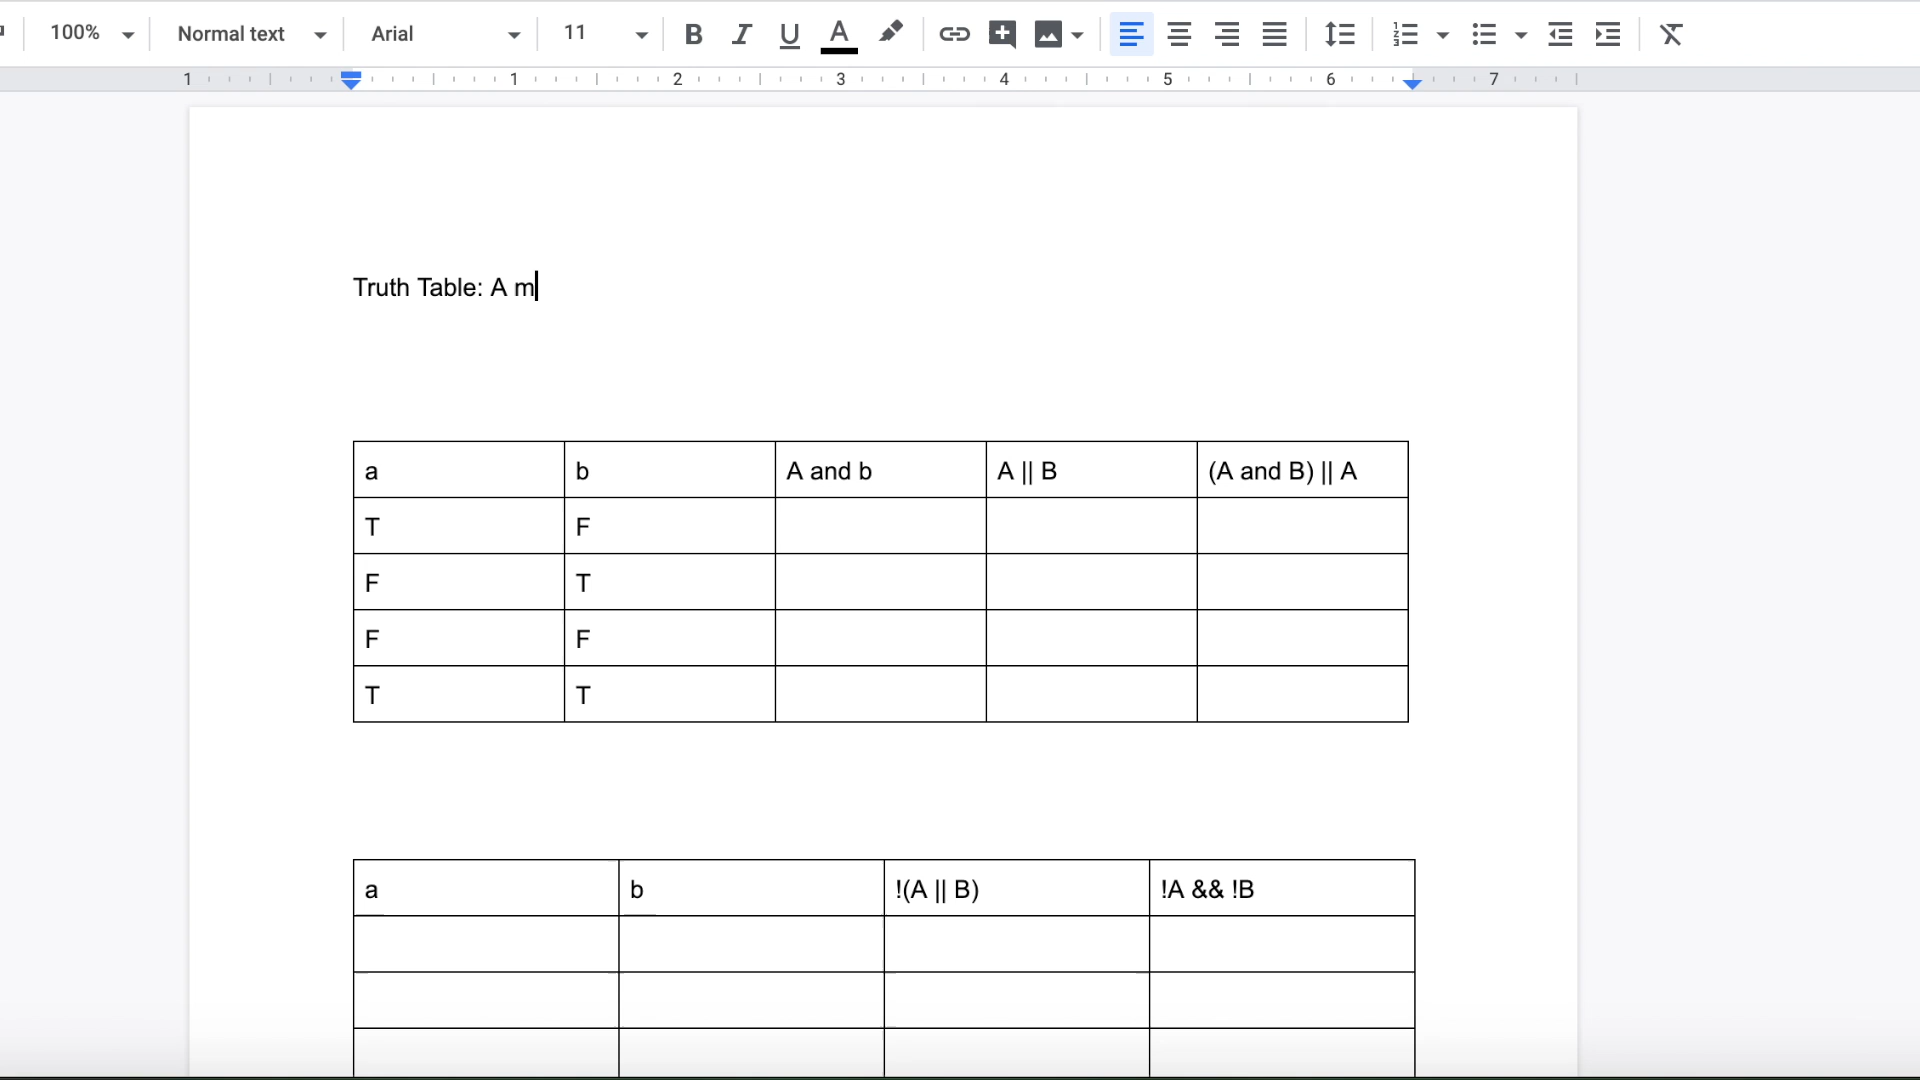 100% Normal text Arial 11 B I U A
1 1 2 3 4 5 6 7
Truth Table: A m
a b A and b A || B (A and B) || A
T F
F T
F F
T T
a b !(A || B) !A && !B